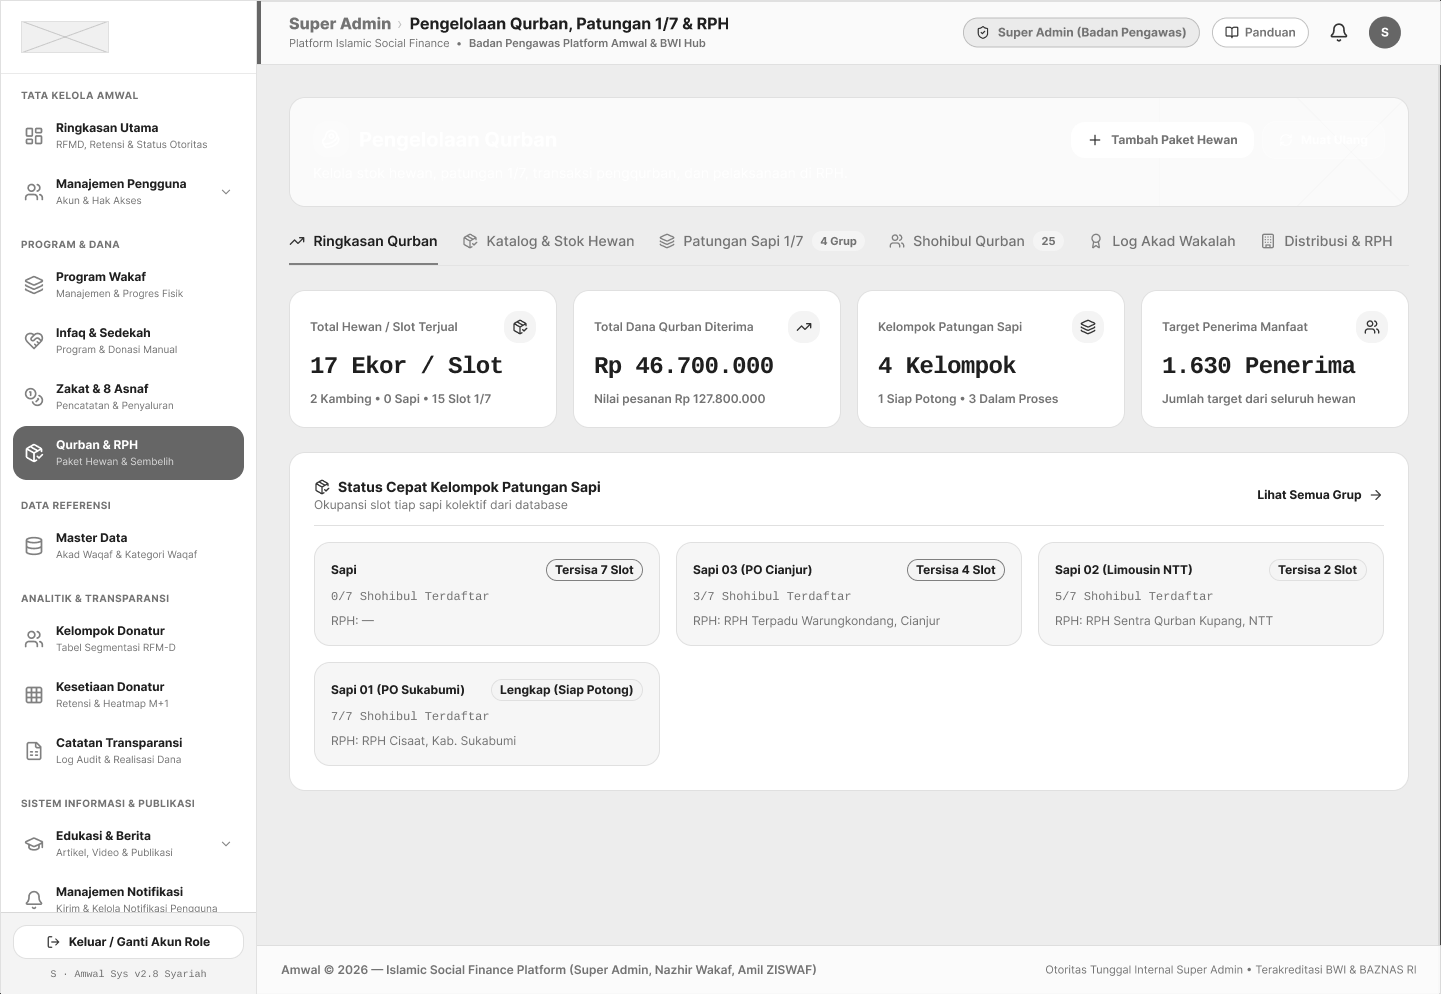 Super Admin › Pengelolaan Qurban, Patungan 1/7 & RPH
Platform Islamic Social Finance • Badan Pengawas Platform Amwal & BWI Hub
Super Admin (Badan Pengawas)
Panduan
S
TATA KELOLA AMWAL
Ringkasan Utama
RFMD, Retensi & Status Otoritas
Manajemen Pengguna
Akun & Hak Akses
PROGRAM & DANA
Program Wakaf
Manajemen & Progres Fisik
Infaq & Sedekah
Program & Donasi Manual
Zakat & 8 Asnaf
Pencatatan & Penyaluran
Qurban & RPH
Paket Hewan & Sembelih
DATA REFERENSI
Master Data
Akad Waqaf & Kategori Waqaf
ANALITIK & TRANSPARANSI
Kelompok Donatur
Tabel Segmentasi RFM-D
Kesetiaan Donatur
Retensi & Heatmap M+1
Catatan Transparansi
Log Audit & Realisasi Dana
SISTEM INFORMASI & PUBLIKASI
Edukasi & Berita
Artikel, Video & Publikasi
Manajemen Notifikasi
Kirim & Kelola Notifikasi Pengguna
Keluar / Ganti Akun Role
S · Amwal Sys v2.8 Syariah
Pengelolaan Qurban
Tambah Paket Hewan
Ringkasan Qurban
Katalog & Stok Hewan
Patungan Sapi 1/7 4 Grup
Shohibul Qurban 25
Log Akad Wakalah
Distribusi & RPH
Total Hewan / Slot Terjual
17 Ekor / Slot
2 Kambing • 0 Sapi • 15 Slot 1/7
Total Dana Qurban Diterima
Rp 46.700.000
Nilai pesanan Rp 127.800.000
Kelompok Patungan Sapi
4 Kelompok
1 Siap Potong • 3 Dalam Proses
Target Penerima Manfaat
1.630 Penerima
Jumlah target dari seluruh hewan
Status Cepat Kelompok Patungan Sapi
Okupansi slot tiap sapi kolektif dari database
Lihat Semua Grup
Sapi
Tersisa 7 Slot
0/7 Shohibul Terdaftar
RPH: —
Sapi 03 (PO Cianjur)
Tersisa 4 Slot
3/7 Shohibul Terdaftar
RPH: RPH Terpadu Warungkondang, Cianjur
Sapi 02 (Limousin NTT)
Tersisa 2 Slot
5/7 Shohibul Terdaftar
RPH: RPH Sentra Qurban Kupang, NTT
Sapi 01 (PO Sukabumi)
Lengkap (Siap Potong)
7/7 Shohibul Terdaftar
RPH: RPH Cisaat, Kab. Sukabumi
Amwal © 2026 — Islamic Social Finance Platform (Super Admin, Nazhir Wakaf, Amil ZISWAF)
Otoritas Tunggal Internal Super Admin • Terakreditasi BWI & BAZNAS RI